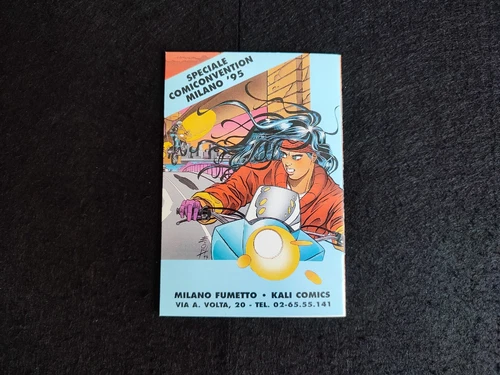 SPECIALE
COMICONVENTION
MILANO '95
MILANO FUMETTO • KALI COMICS
VIA A. VOLTA, 20 - TEL. 02-65.55.141